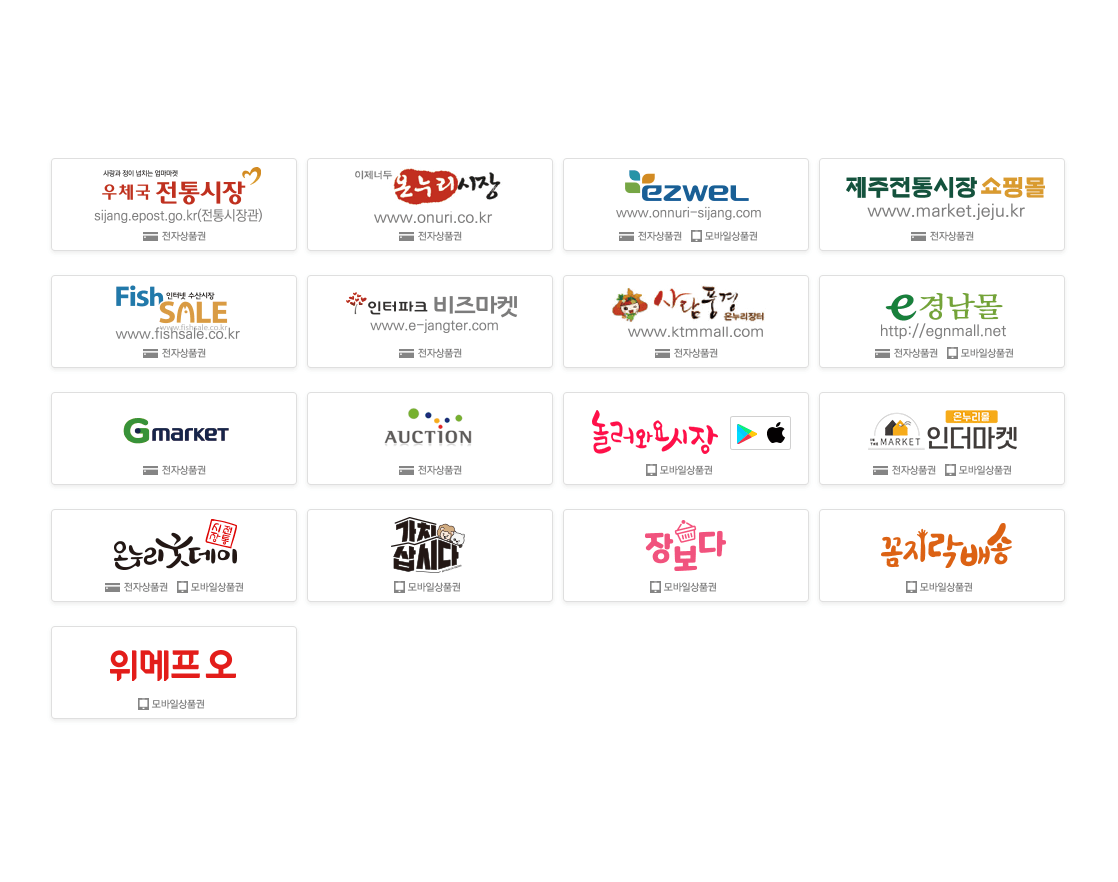 사랑과 정이 넘치는 엄마마켓
우체국 전통시장
sijang.epost.go.kr(전통시장관)
전자상품권
이제너두 온누리시장
www.onuri.co.kr
전자상품권
ezwel
www.onnuri-sijang.com
전자상품권 모바일상품권
제주전통시장 쇼핑몰
www.market.jeju.kr
전자상품권
Fish 인터넷 수산시장
SALE
www.fishsale.co.kr
www.fishsale.co.kr
전자상품권
인터파크 비즈마켓
www.e-jangter.com
전자상품권
사람풍경
온누리장터
www.ktmmall.com
전자상품권
e경남몰
http://egnmall.net
전자상품권 모바일상품권
Gmarket
전자상품권
AUCTION
전자상품권
놀러와요시장
모바일상품권
IN THE MARKET
온누리몰
인더마켓
전자상품권 모바일상품권
전통시장
온누리굿데이
전자상품권 모바일상품권
가치
삽시다
모바일상품권
장보다
모바일상품권
꼼지락배송
모바일상품권
위메프 오
모바일상품권